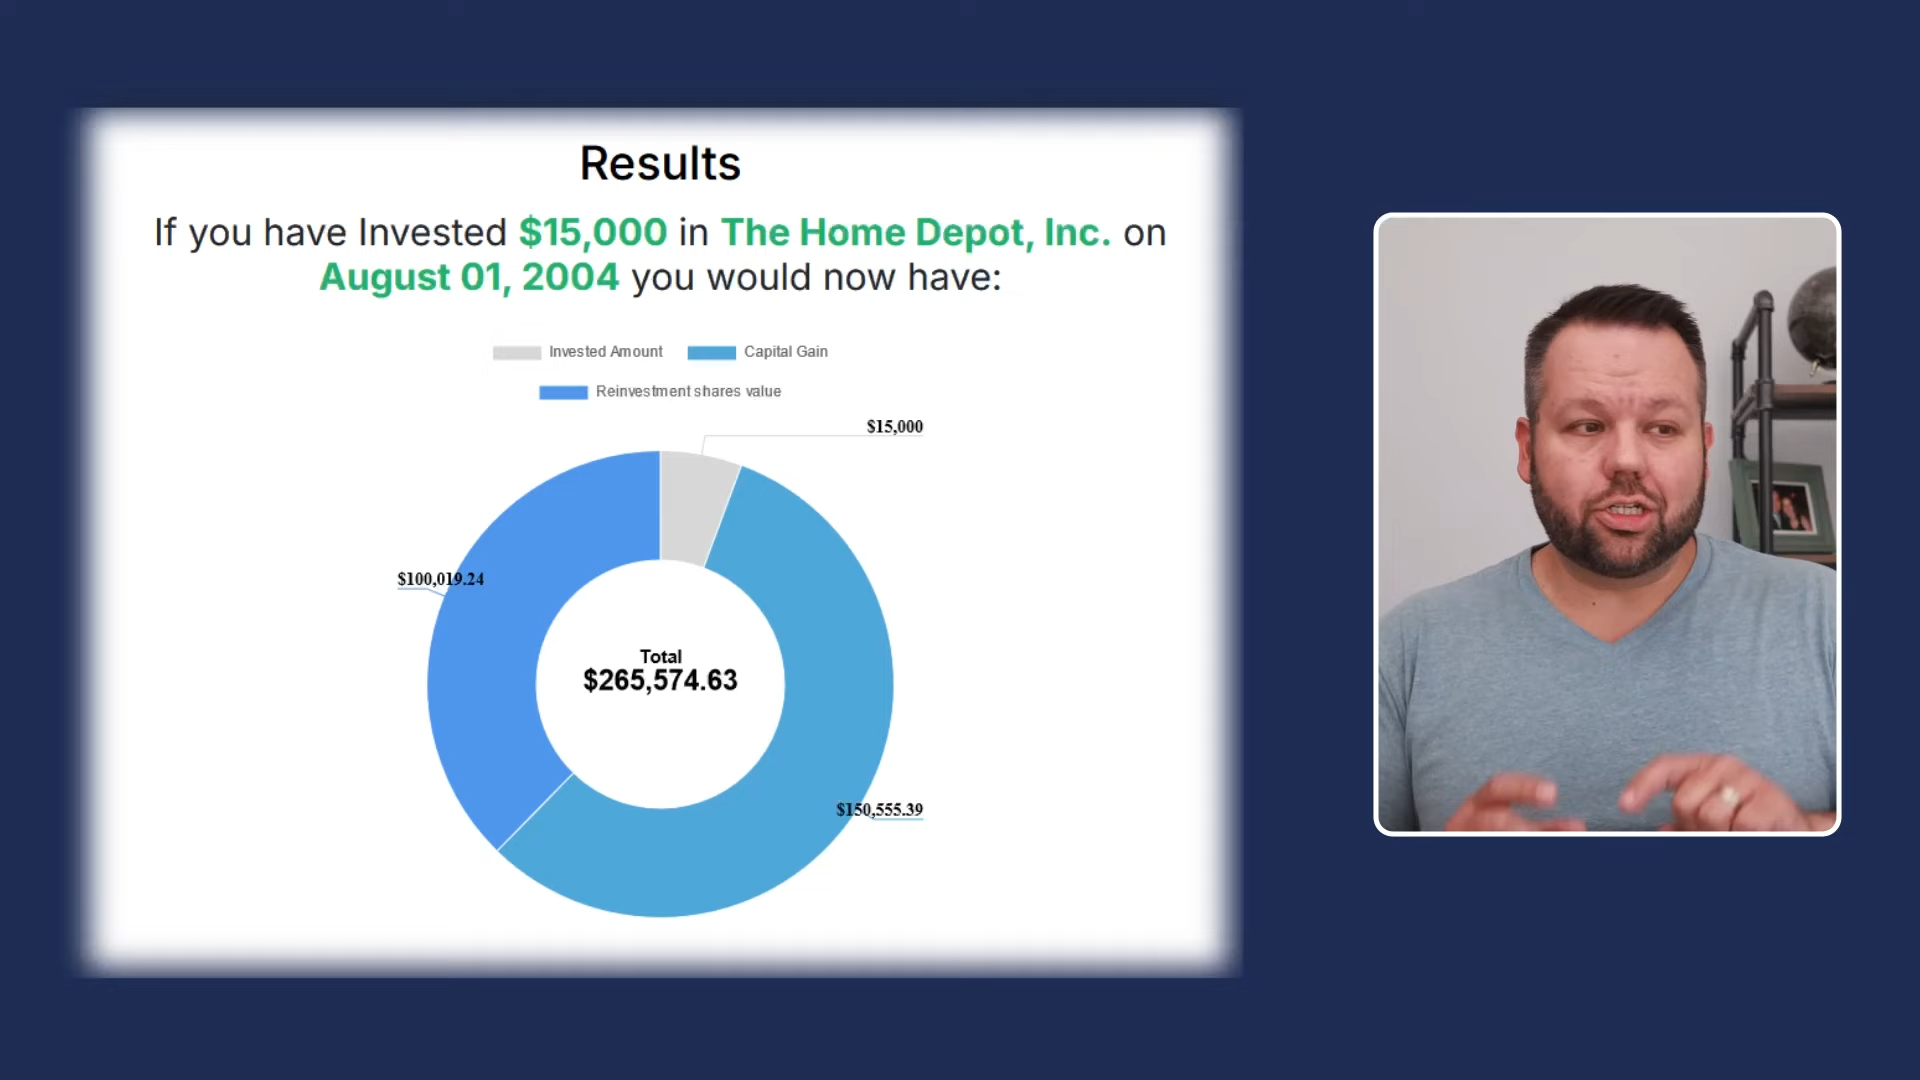 Results
If you have Invested $15,000 in The Home Depot, Inc. on
August 01, 2004 you would now have:
Invested Amount Capital Gain
Reinvestment shares value
$15,000
$100,019.24
Total
$265,574.63
$150,555.39